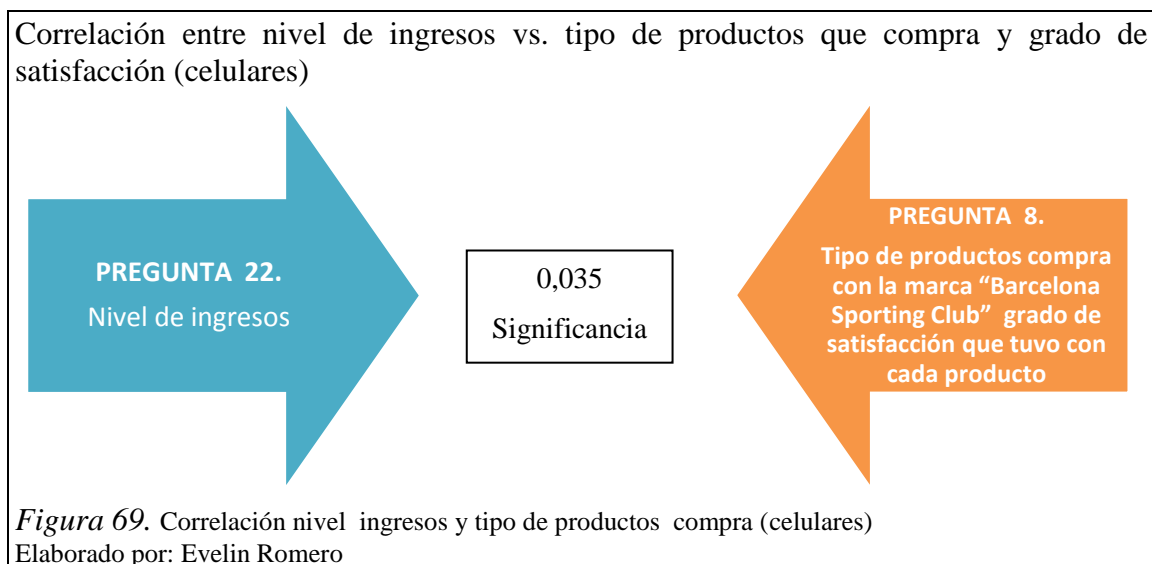 Correlación entre nivel de ingresos vs. tipo de productos que compra y grado de
satisfacción (celulares)
PREGUNTA 22.
Nivel de ingresos
0,035
Significancia
PREGUNTA 8.
Tipo de productos compra
con la marca “Barcelona
Sporting Club” grado de
satisfacción que tuvo con
cada producto
Figura 69. Correlación nivel ingresos y tipo de productos compra (celulares)
Elaborado por: Evelin Romero